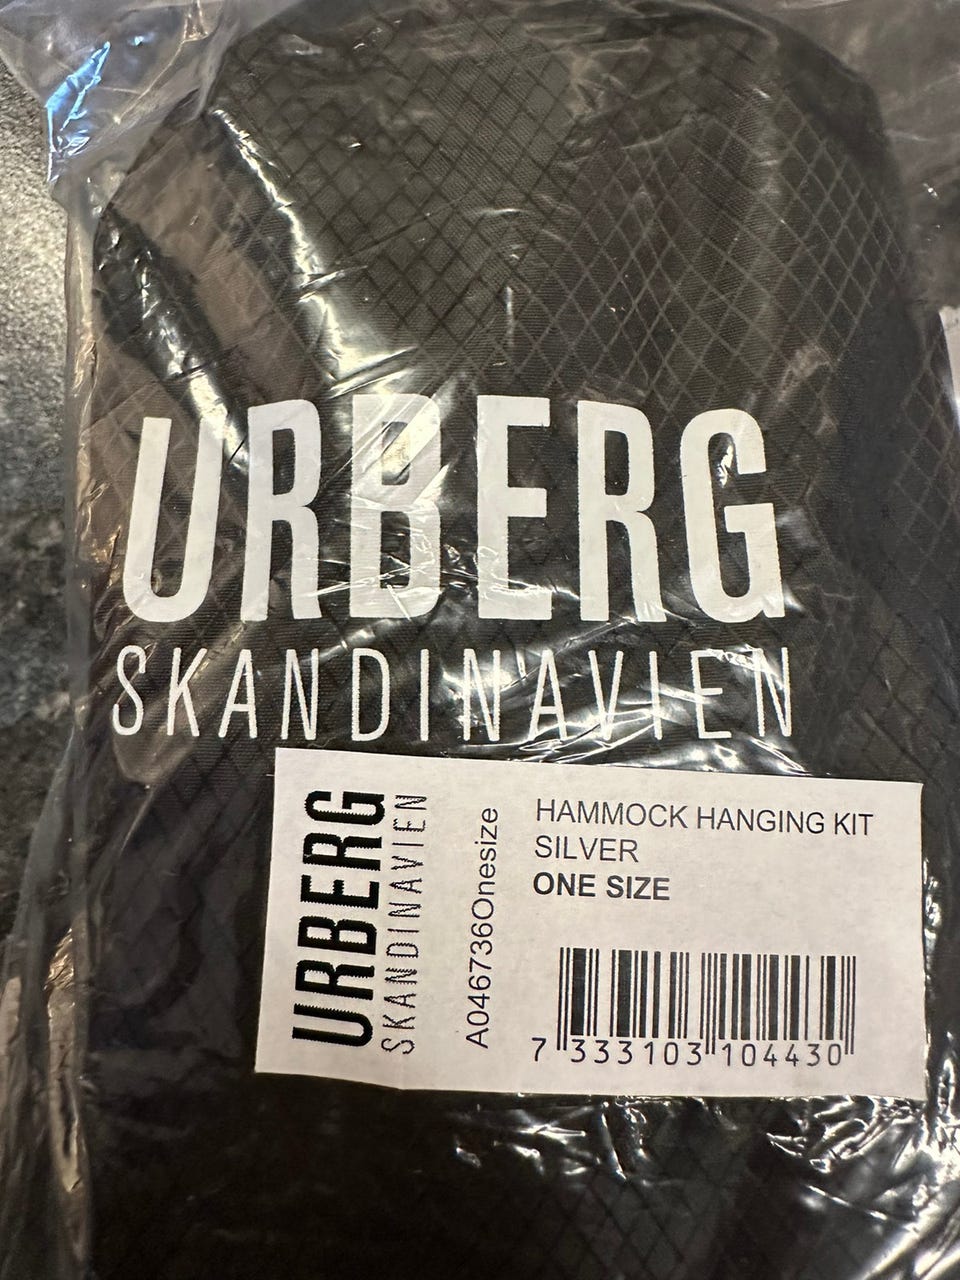 URBERG
SKANDINAVIEN
URBERG
SKANDINAVIEN
A046736Onesize
HAMMOCK HANGING KIT
SILVER
ONE SIZE
7 333103 104430